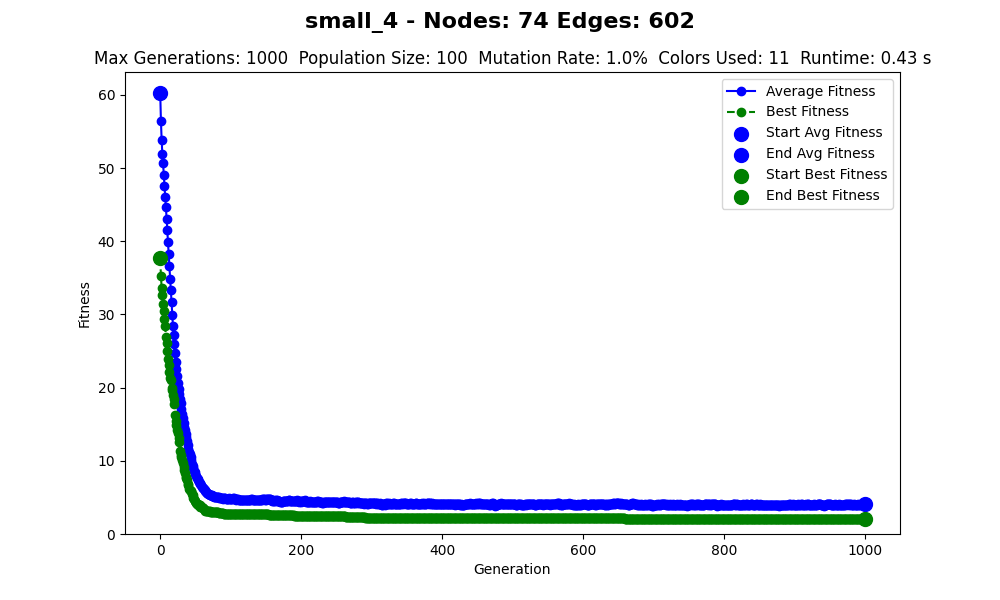 small_4 - Nodes: 74 Edges: 602
Max Generations: 1000  Population Size: 100  Mutation Rate: 1.0%  Colors Used: 11  Runtime: 0.43 s
60
50
40
30
20
10
0
Fitness
Average Fitness
Best Fitness
Start Avg Fitness
End Avg Fitness
Start Best Fitness
End Best Fitness
0 200 400 600 800 1000
Generation